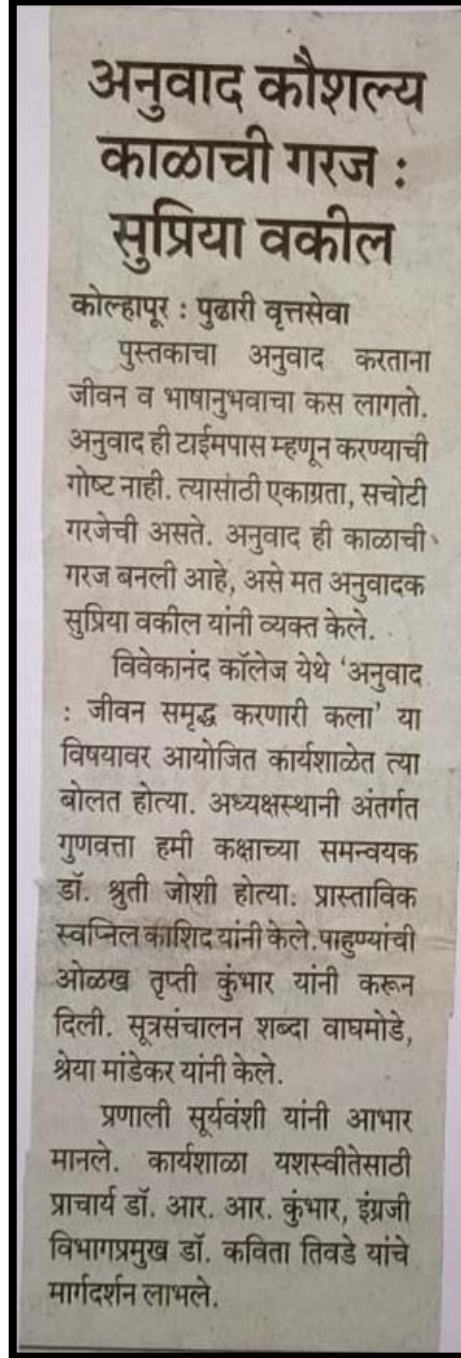 अनुवाद कौशल्य
काळाची गरज :
सुप्रिया वकील
कोल्हापूर : पुढारी वृत्तसेवा
पुस्तकाचा अनुवाद करताना
जीवन व भाषानुभवाचा कस लागतो.
अनुवाद ही टाईमपास म्हणून करण्याची
गोष्ट नाही. त्यासाठी एकाग्रता, सचोटी
गरजेची असते. अनुवाद ही काळाची
गरज बनली आहे, असे मत अनुवादक
सुप्रिया वकील यांनी व्यक्त केले.
विवेकानंद कॉलेज येथे ‘अनुवाद
: जीवन समृद्ध करणारी कला’ या
विषयावर आयोजित कार्यशाळेत त्या
बोलत होत्या. अध्यक्षस्थानी अंतर्गत
गुणवत्ता हमी कक्षाच्या समन्वयक
डॉ. श्रुती जोशी होत्या. प्रास्ताविक
स्वप्निल काशिद यांनी केले.पाहुण्यांची
ओळख तृप्ती कुंभार यांनी करून
दिली. सूत्रसंचालन शब्दा वाघमोडे,
श्रेया मांडेकर यांनी केले.
प्रणाली सूर्यवंशी यांनी आभार
मानले. कार्यशाळा यशस्वीतेसाठी
प्राचार्य डॉ. आर. आर. कुंभार, इंग्रजी
विभागप्रमुख डॉ. कविता तिवडे यांचे
मार्गदर्शन लाभले.